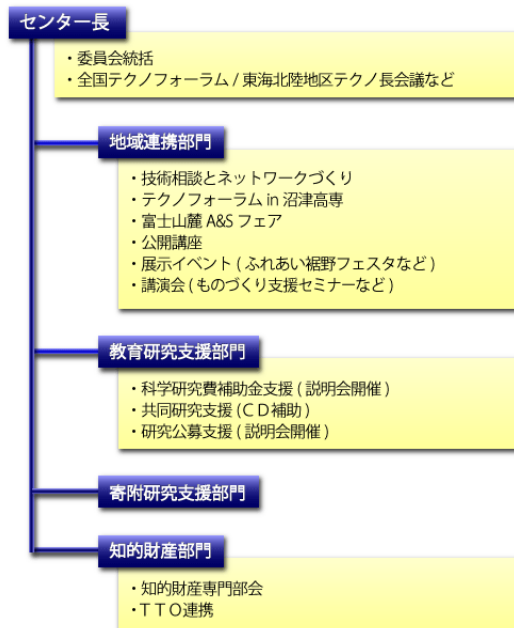 センター長
・委員会統括
・全国テクノフォーラム / 東海北陸地区テクノ長会議など
地域連携部門
・技術相談とネットワークづくり
・テクノフォーラム in 沼津高専
・富士山麓 A&S フェア
・公開講座
・展示イベント ( ふれあい裾野フェスタなど )
・講演会 ( ものづくり支援セミナーなど )
教育研究支援部門
・科学研究費補助金支援 ( 説明会開催 )
・共同研究支援 (ＣＤ補助 )
・研究公募支援 ( 説明会開催 )
寄附研究支援部門
知的財産部門
・知的財産専門部会
・ＴＴＯ連携